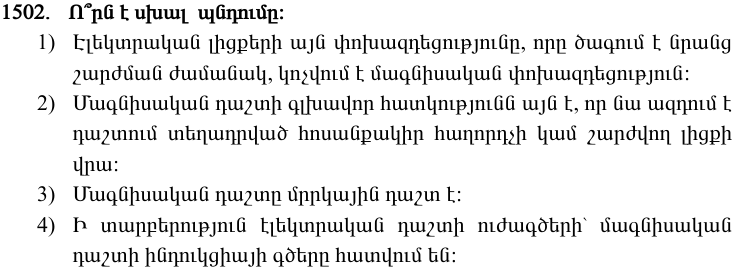 1502. Ո՞րն է սխալ պնդումը:
1) Էլեկտրական լիցքերի այն փոխազդեցությունը, որը ծագում է նրանց
շարժման ժամանակ, կոչվում է մագնիսական փոխազդեցություն:
2) Մագնիսական դաշտի գլխավոր հատկությունն այն է, որ նա ազդում է
դաշտում տեղադրված հոսանքակիր հաղորդչի կամ շարժվող լիցքի
վրա:
3) Մագնիսական դաշտը մրրկային դաշտ է:
4) Ի տարբերություն էլեկտրական դաշտի ուժագծերի՝ մագնիսական
դաշտի ինդուկցիայի գծերը հատվում են: